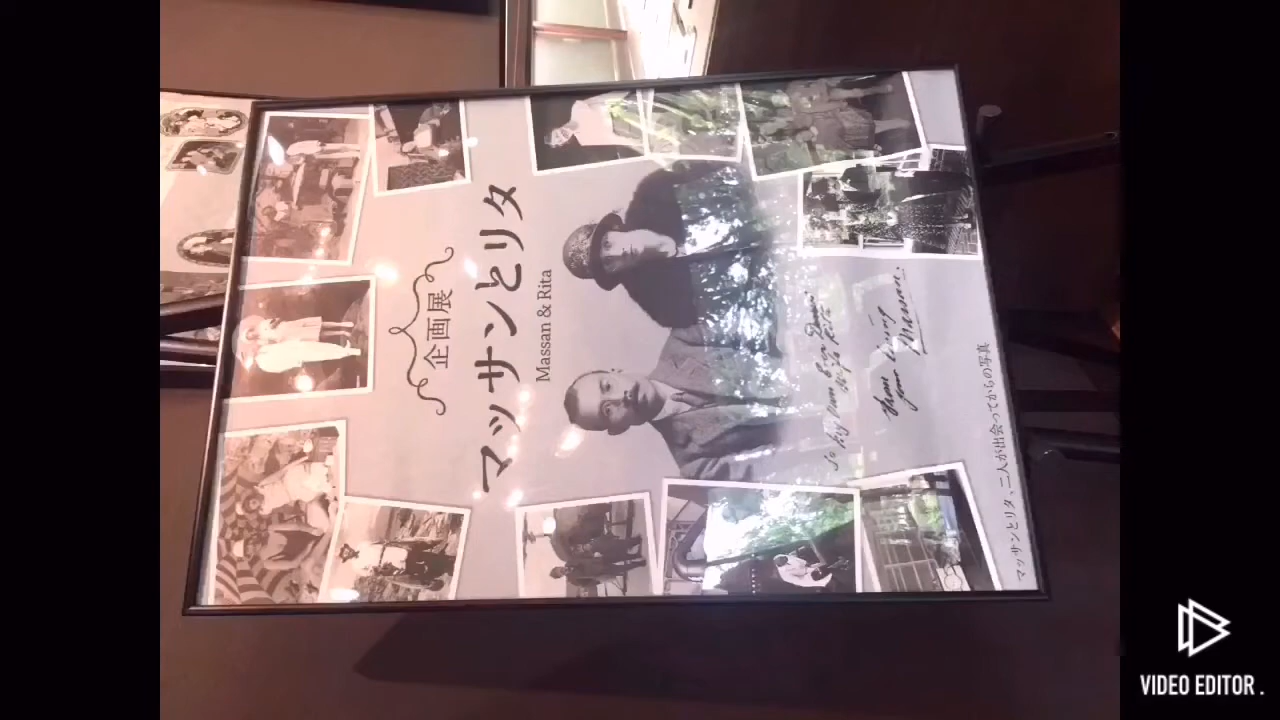 企画展
マッサンとリタ
Massan & Rita
マッサンとリタ、二人が出会ってからの写真
VIDEO EDITOR .